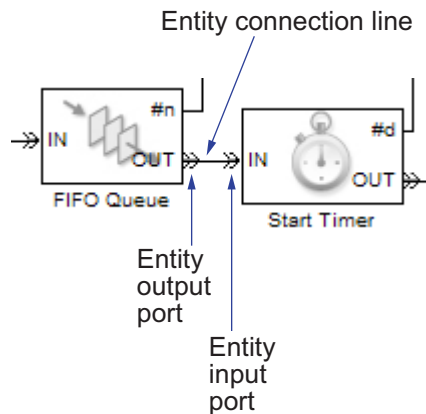 Entity connection line
#n
IN
OUT
FIFO Queue
#d
IN
OUT
Start Timer
Entity
output
port
Entity
input
port